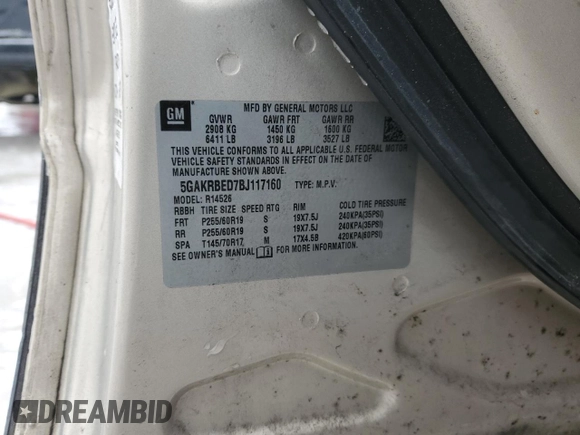 GM
MFD BY GENERAL MOTORS LLC
GVWR GAWR FRT GAWR RR
2908 KG 1450 KG 1600 KG
6411 LB 3196 LB 3527 LB
THIS VEHICLE CONFORMS TO ALL APPLICABLE U.S. FEDERAL MOTOR
VEHICLE SAFETY STANDARDS IN EFFECT ON THE DATE OF
MANUFACTURE SHOWN ABOVE.
5GAKRBED7BJ117160 TYPE: M.P.V.
MODEL: R14526
RBBH TIRE SIZE SPEED RTG RIM COLD TIRE PRESSURE
FRT P255/60R19 S 19X7.5J 240KPA(35PSI)
RR P255/60R19 S 19X7.5J 240KPA(35PSI)
SPA T145/70R17 M 17X4.5B 420KPA(60PSI)
SEE OWNER'S MANUAL FOR MORE INFORMATION.
DREAMBID